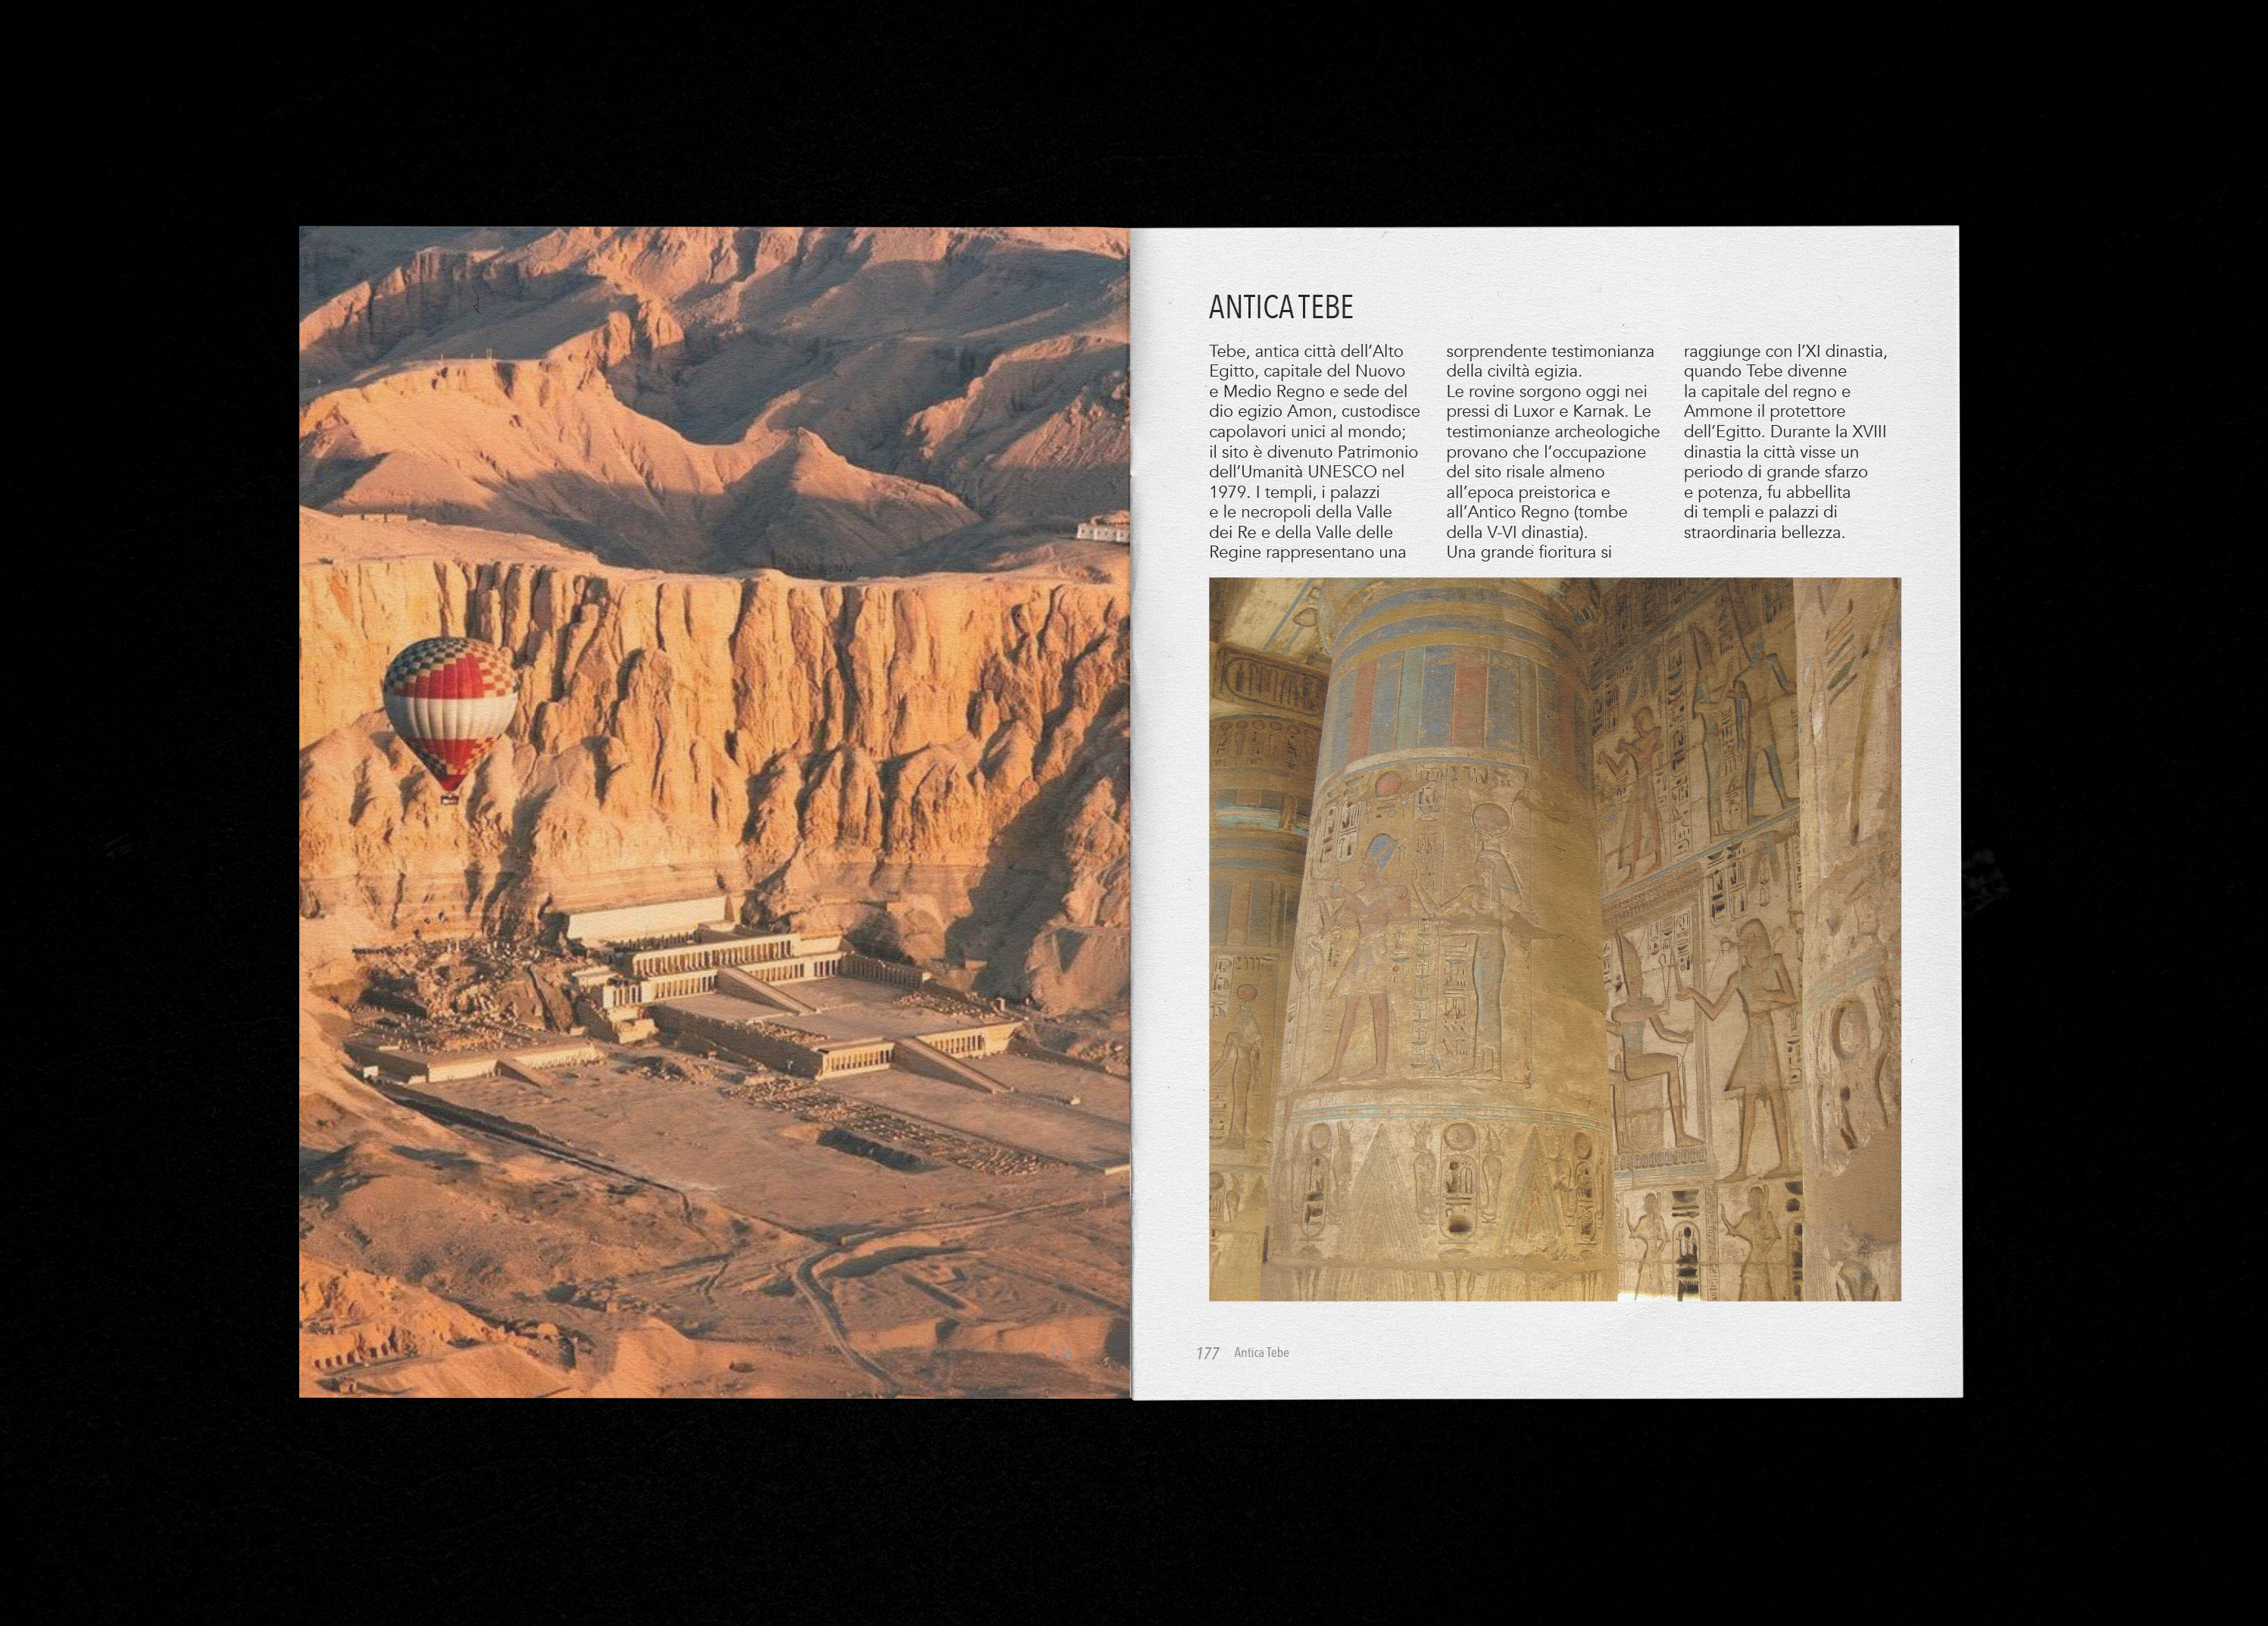 ANTICA TEBE
Tebe, antica città dell’Alto
Egitto, capitale del Nuovo
e Medio Regno e sede del
dio egizio Amon, custodisce
capolavori unici al mondo;
il sito è divenuto Patrimonio
dell’Umanità UNESCO nel
1979. I templi, i palazzi
e le necropoli della Valle
dei Re e della Valle delle
Regine rappresentano una
sorprendente testimonianza
della civiltà egizia.
Le rovine sorgono oggi nei
pressi di Luxor e Karnak. Le
testimonianze archeologiche
provano che l’occupazione
del sito risale almeno
all’epoca preistorica e
all’Antico Regno (tombe
della V-VI dinastia).
Una grande fioritura si
raggiunge con l’XI dinastia,
quando Tebe divenne
la capitale del regno e
Ammone il protettore
dell’Egitto. Durante la XVIII
dinastia la città visse un
periodo di grande sfarzo
e potenza, fu abbellita
di templi e palazzi di
straordinaria bellezza.
176
177 Antica Tebe